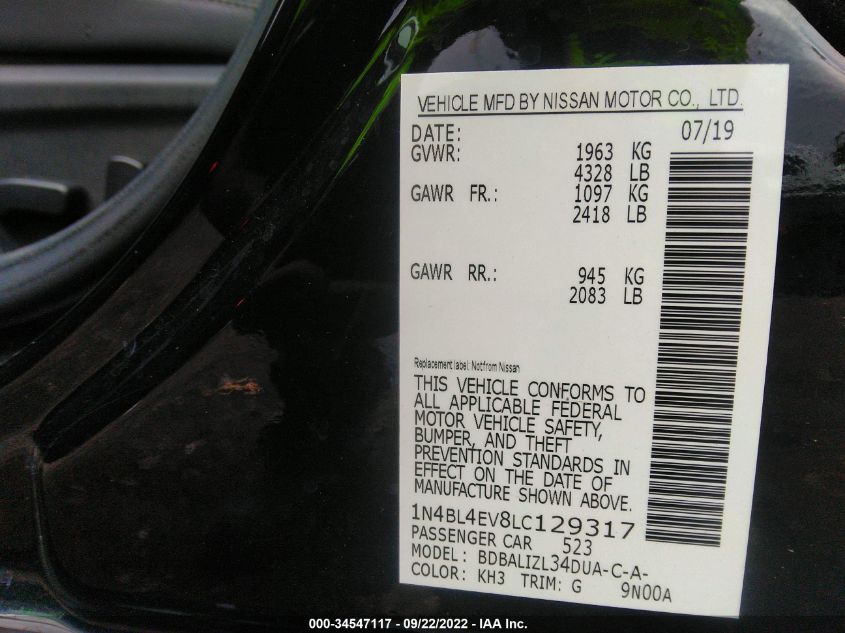 VEHICLE MFD BY NISSAN MOTOR CO., LTD.
DATE: 07/19
GVWR: 1963 KG
4328 LB
GAWR FR.: 1097 KG
2418 LB
GAWR RR.: 945 KG
2083 LB
Replacement label: Not from Nissan
THIS VEHICLE CONFORMS TO
ALL APPLICABLE FEDERAL
MOTOR VEHICLE SAFETY,
BUMPER, AND THEFT
PREVENTION STANDARDS IN
EFFECT ON THE DATE OF
MANUFACTURE SHOWN ABOVE.
1N4BL4EV8LC129317
PASSENGER CAR 523
MODEL: BDBALIZL34DUA-C-A-
COLOR: KH3 TRIM: G 9N00A
000-34547117 - 09/22/2022 - IAA Inc.